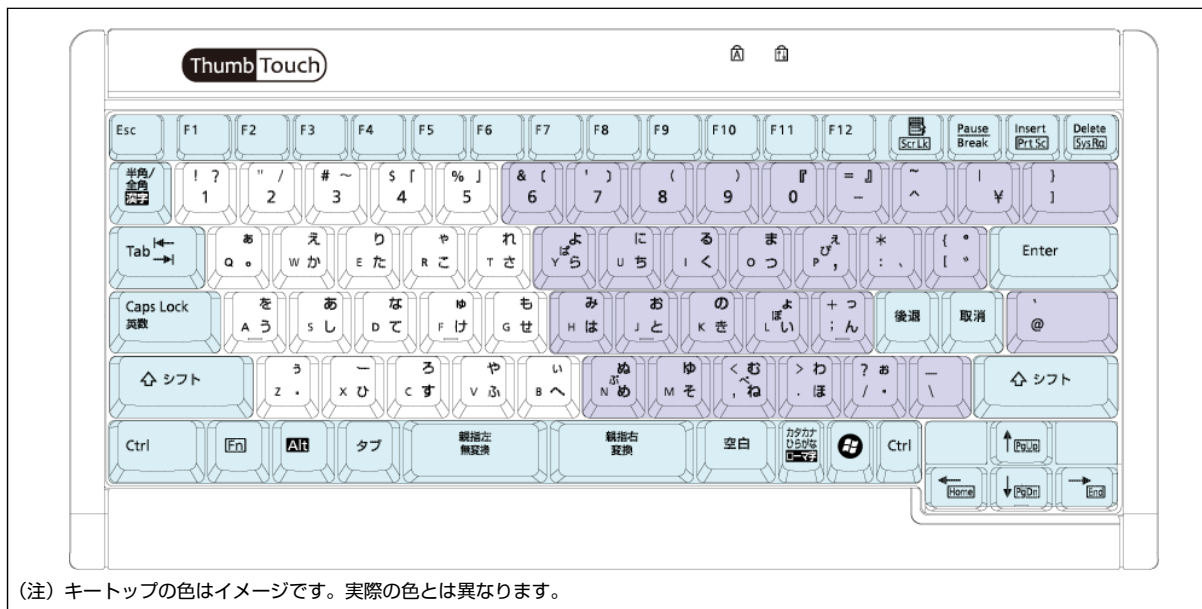 Thumb Touch
A
Esc F1 F2 F3 F4 F5 F6 F7 F8 F9 F10 F11 F12 ScrLk Pause Break Insert Prt Sc Delete SysRq
半角/全角 漢字 ! ? 1 " / 2 # ~ 3 $ 「 4 % 」 5 & [ 6 ' ] 7 ( 8 ) 9 『 0 = 』 - ~ ^ | ¥ } ]
Tab ぁ Q 。 え W か り E た ゃ R こ れ T さ よ ぱ Y ら に U ち る I く ま O つ ぇ ぴ P , * : 、 { ゜ [ ゛ Enter
Caps Lock 英数 を A う あ S し な D て ゅ F け も G せ み H は お J と の K き ょ ぽ L い + っ ; ん 後退 取消 ` @
シフト ぅ Z . ー X ひ ろ C す や V ふ ぃ B へ ぬ ぷ N め ゆ M そ < む ぺ , ね > わ . ほ ? ぉ / ・ _ \ シフト
Ctrl Fn Alt タブ 親指左 無変換 親指右 変換 空白 カタカナ ひらがな ローマ字 Ctrl ↑ PgUp
← Home ↓ PgDn → End
（注）キートップの色はイメージです。実際の色とは異なります。